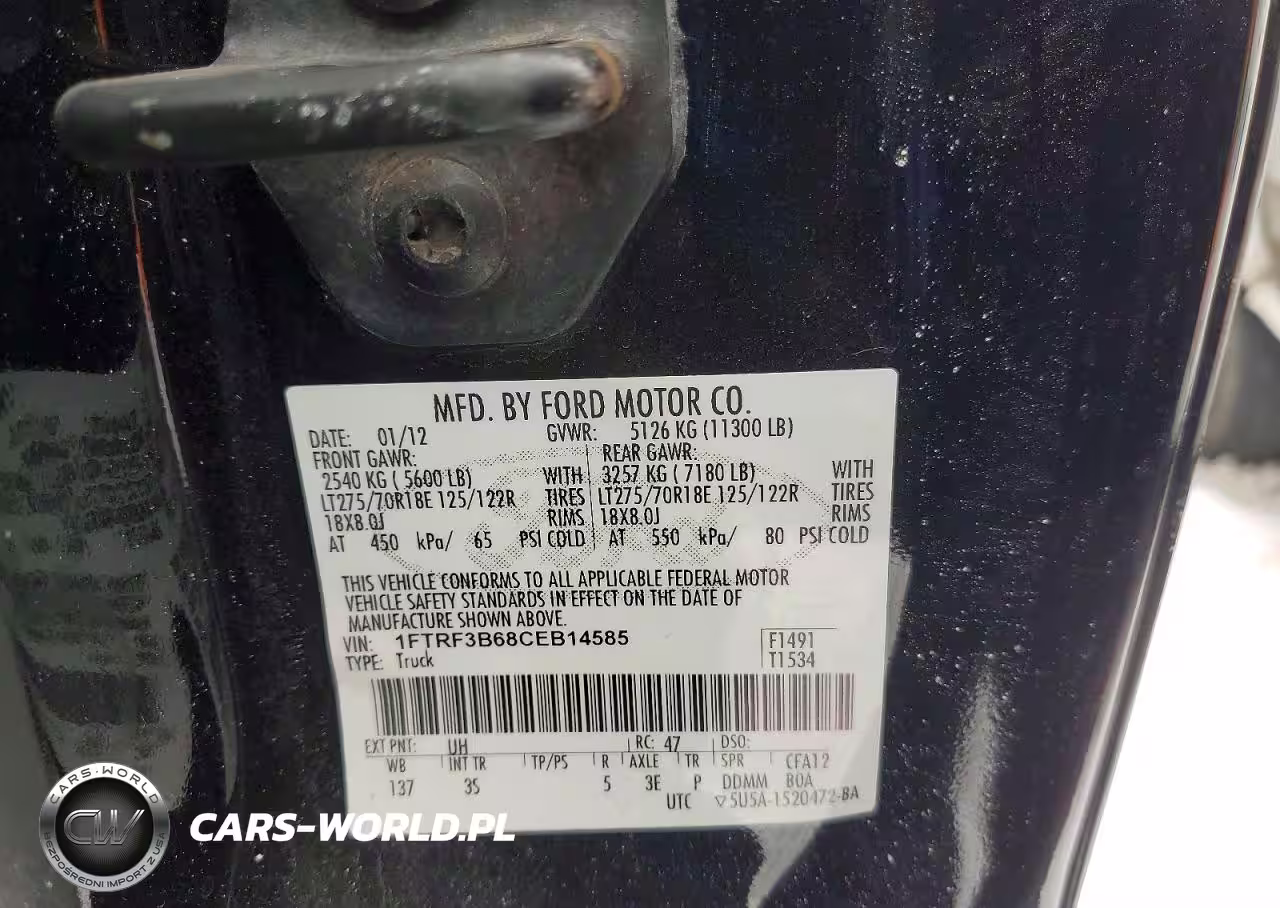 MFD. BY FORD MOTOR CO.
DATE: 01/12 GVWR: 5126 KG (11300 LB)
FRONT GAWR: REAR GAWR:
2540 KG ( 5600 LB) WITH 3257 KG ( 7180 LB) WITH
LT275/70R18E 125/122R TIRES LT275/70R18E 125/122R TIRES
18X8.0J RIMS 18X8.0J RIMS
AT 450 kPa/ 65 PSI COLD AT 550 kPa/ 80 PSI COLD
THIS VEHICLE CONFORMS TO ALL APPLICABLE FEDERAL MOTOR
VEHICLE SAFETY STANDARDS IN EFFECT ON THE DATE OF
MANUFACTURE SHOWN ABOVE.
VIN: 1FTRF3B68CEB14585 F1491
TYPE: Truck T1534
EXT PNT: UH RC: 47 DSO:
WB INT TR TP/PS R AXLE TR SPR CFA12
137 3S 5 3E P DDMM BOA
UTC ▽5U5A-1520472-BA
CARS-WORLD
CW
BEZPOŚREDNI IMPORT Z USA
CARS-WORLD.PL